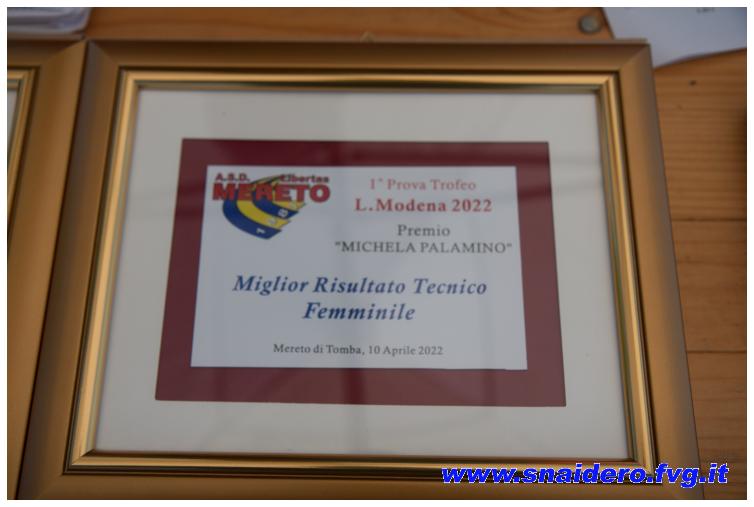 A.S.D. Libertas
MERETO
1^ Prova Trofeo
L.Modena 2022
Premio
"MICHELA PALAMINO"
Miglior Risultato Tecnico
Femminile
Mereto di Tomba, 10 Aprile 2022
www.snaidero.fvg.it